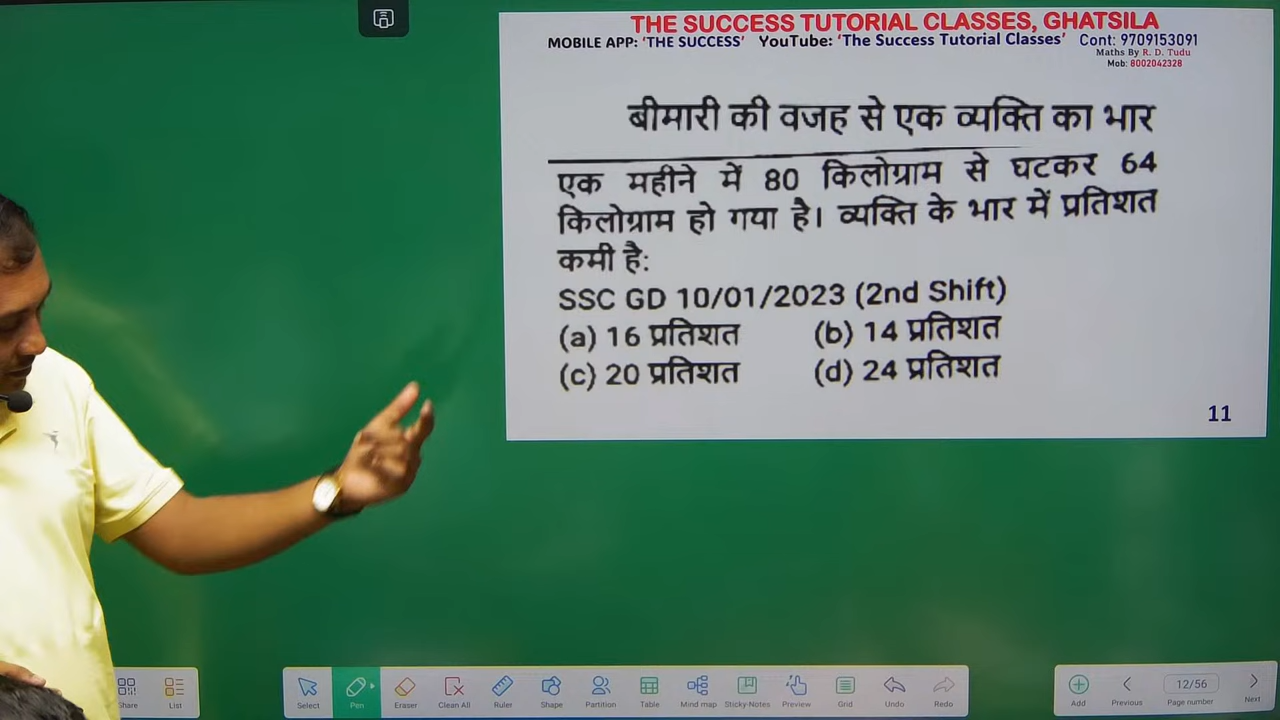 THE SUCCESS TUTORIAL CLASSES, GHATSILA
MOBILE APP: 'THE SUCCESS' YouTube: 'The Success Tutorial Classes' Cont: 9709153091
Maths By R. D. Tudu
Mob: 8002042328
बीमारी की वजह से एक व्यक्ति का भार
एक महीने में 80 किलोग्राम से घटकर 64
किलोग्राम हो गया है। व्यक्ति के भार में प्रतिशत
कमी है:
SSC GD 10/01/2023 (2nd Shift)
(a) 16 प्रतिशत (b) 14 प्रतिशत
(c) 20 प्रतिशत (d) 24 प्रतिशत
11
List Select Pen Eraser Clean All Ruler Shape Partition Table Mind map Sticky-Notes Preview Grid Undo Redo Add Previous 12/56 Page number Next